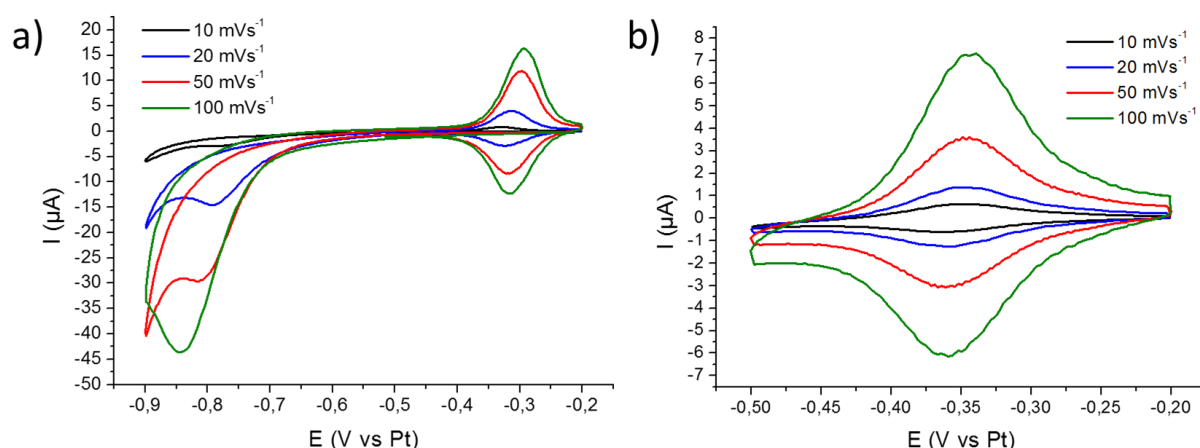 a)
10 mVs⁻¹
20 mVs⁻¹
50 mVs⁻¹
100 mVs⁻¹
I (µA)
20
15
10
5
0
-5
-10
-15
-20
-25
-30
-35
-40
-45
-50
-0,9 -0,8 -0,7 -0,6 -0,5 -0,4 -0,3 -0,2
E (V vs Pt)
b)
10 mVs⁻¹
20 mVs⁻¹
50 mVs⁻¹
100 mVs⁻¹
I (µA)
8
7
6
5
4
3
2
1
0
-1
-2
-3
-4
-5
-6
-7
-0,50 -0,45 -0,40 -0,35 -0,30 -0,25 -0,20
E (V vs Pt)